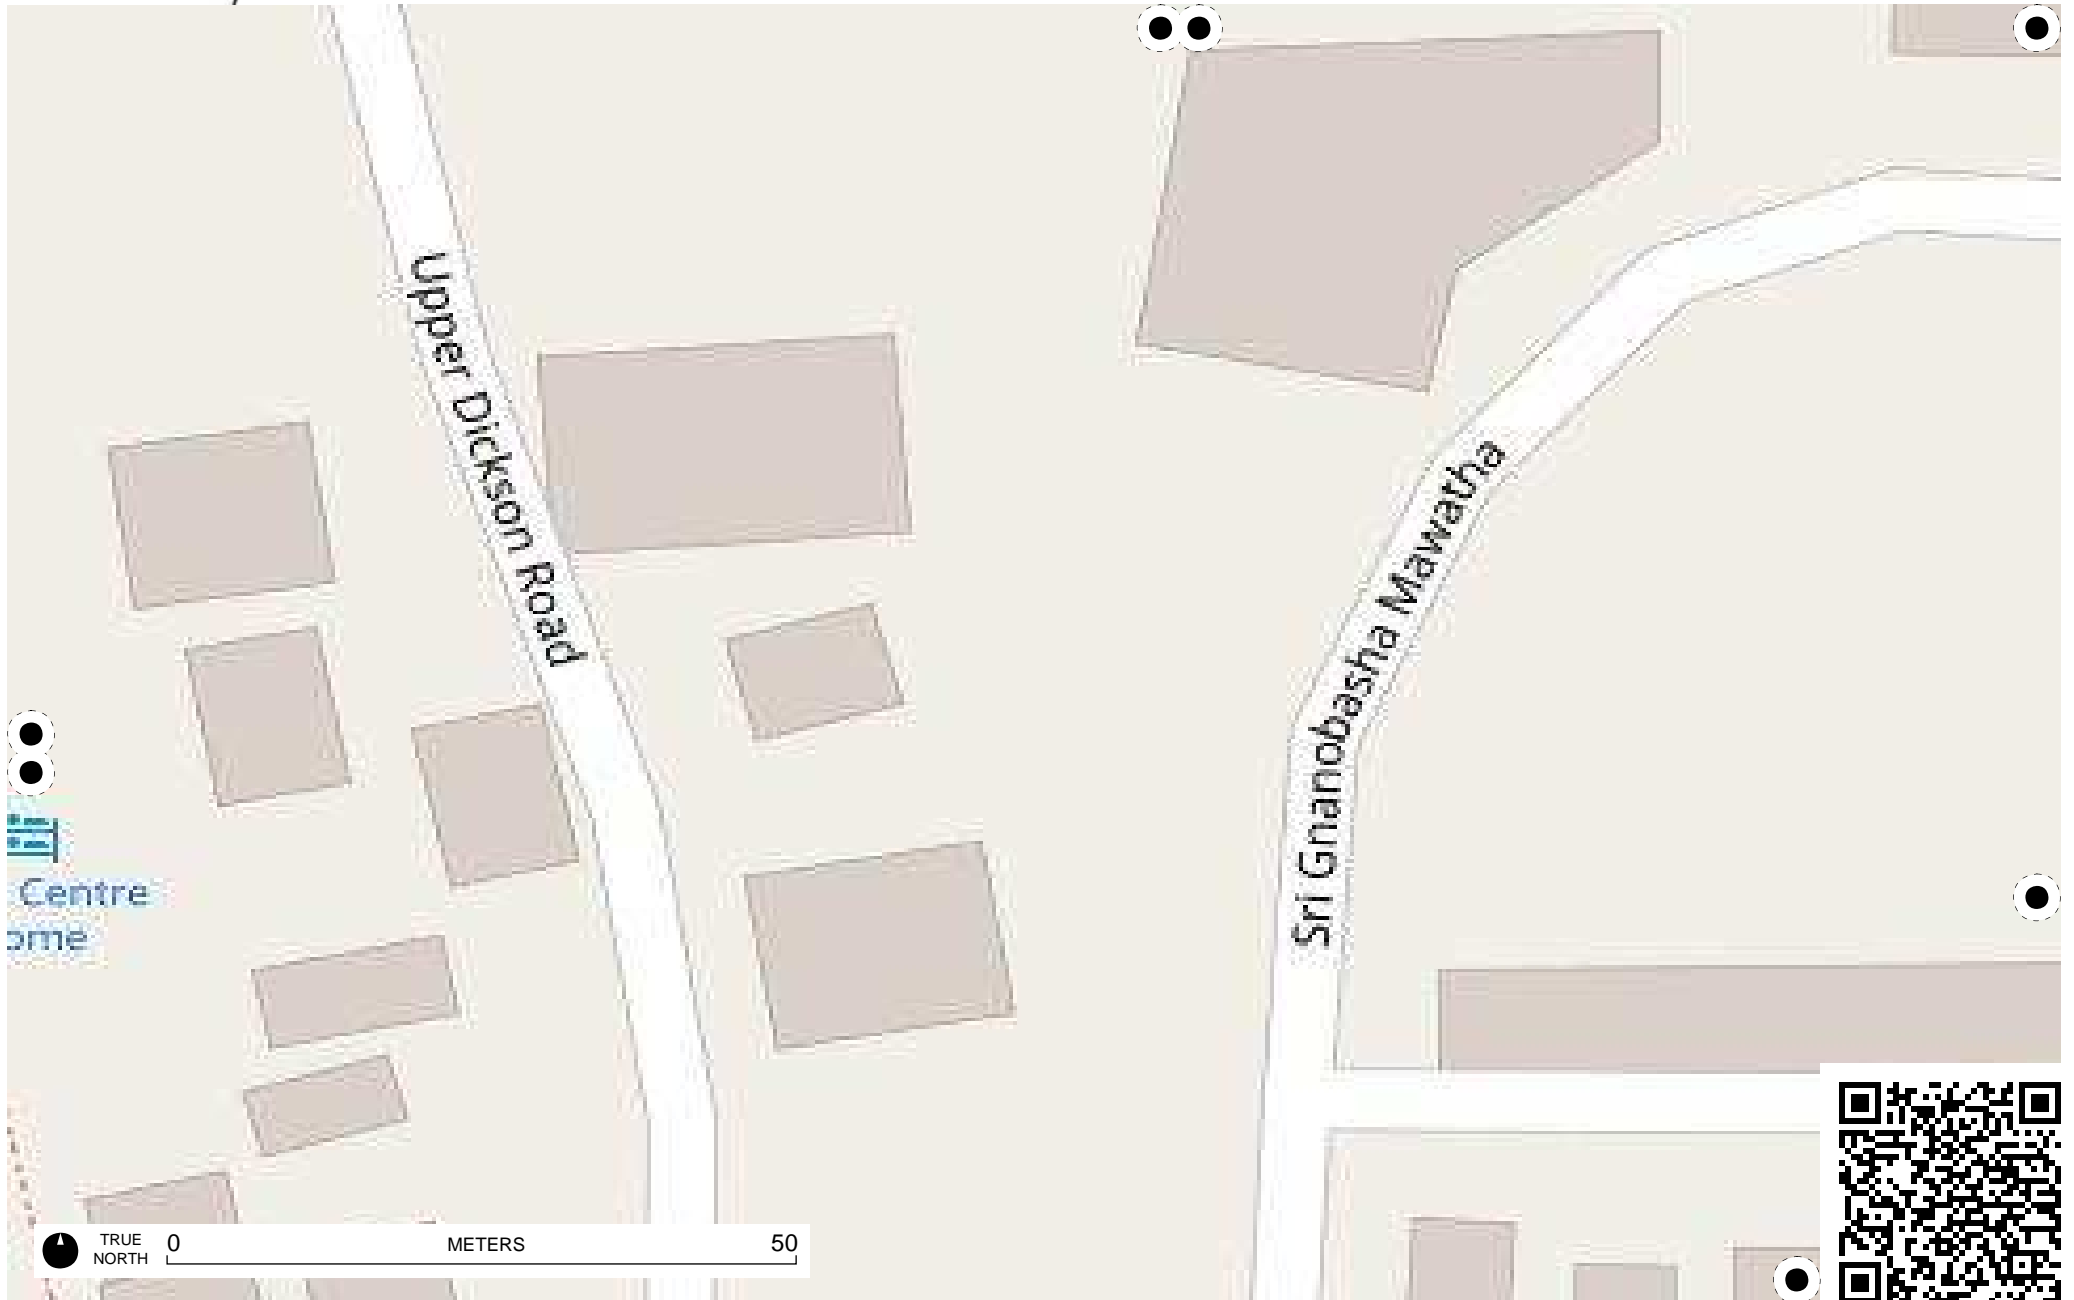 Upper Dickson Road
Sri Gnanobasha Mawatha
Centre
TRUE
NORTH
0
METERS
50